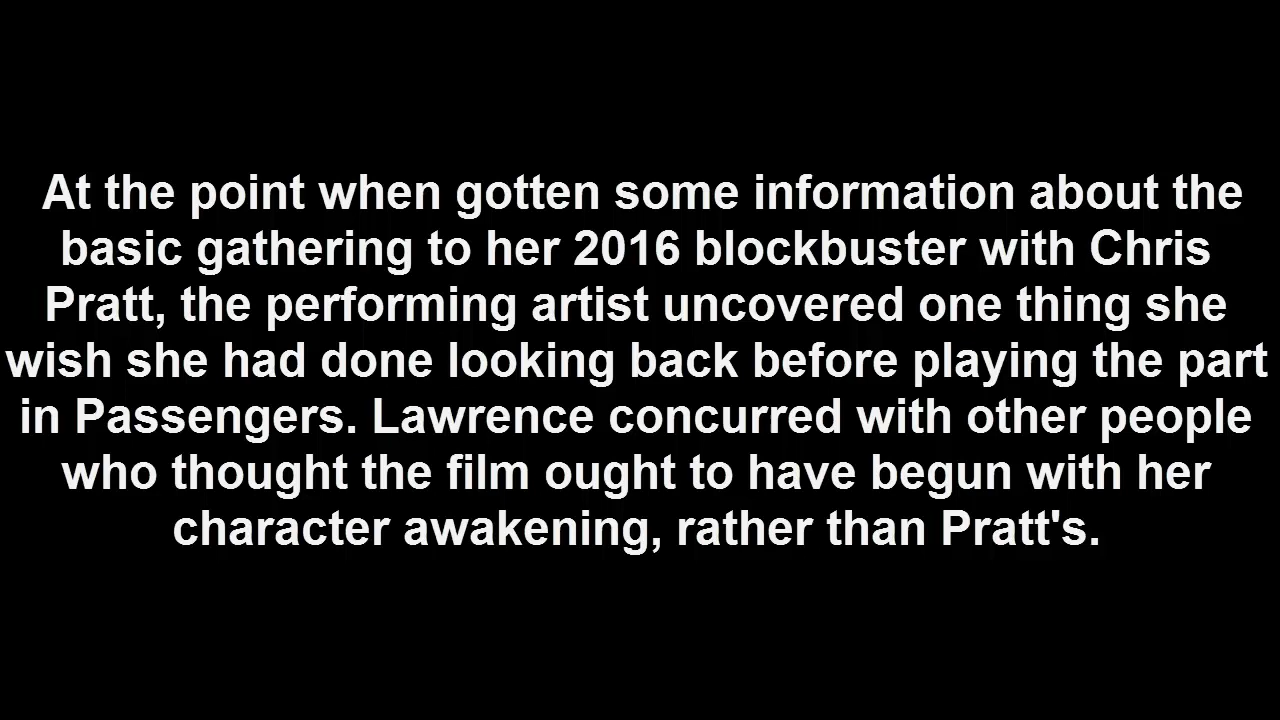 At the point when gotten some information about the
basic gathering to her 2016 blockbuster with Chris
Pratt, the performing artist uncovered one thing she
wish she had done looking back before playing the part
in Passengers. Lawrence concurred with other people
who thought the film ought to have begun with her
character awakening, rather than Pratt's.